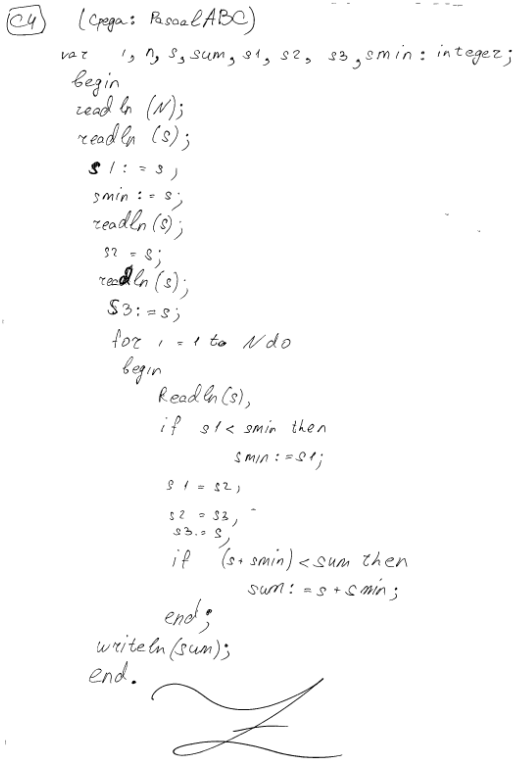 C4 (Среда: PascalABC)
var i, n, s, sum, s1, s2, s3, smin: integer;
begin
readln (N);
readln (s);
s1: = s;
smin : = s;
readln (s);
s2 = s;
readln (s);
S3: = s;
for i = 1 to N do
begin
Readln (s),
if s1 < smin then
smin : = s1;
s1 = s2;
s2 = s3,
s3. = s,
if (s + smin) < sum then
sum: = s + smin;
end;
writeln (sum);
end.